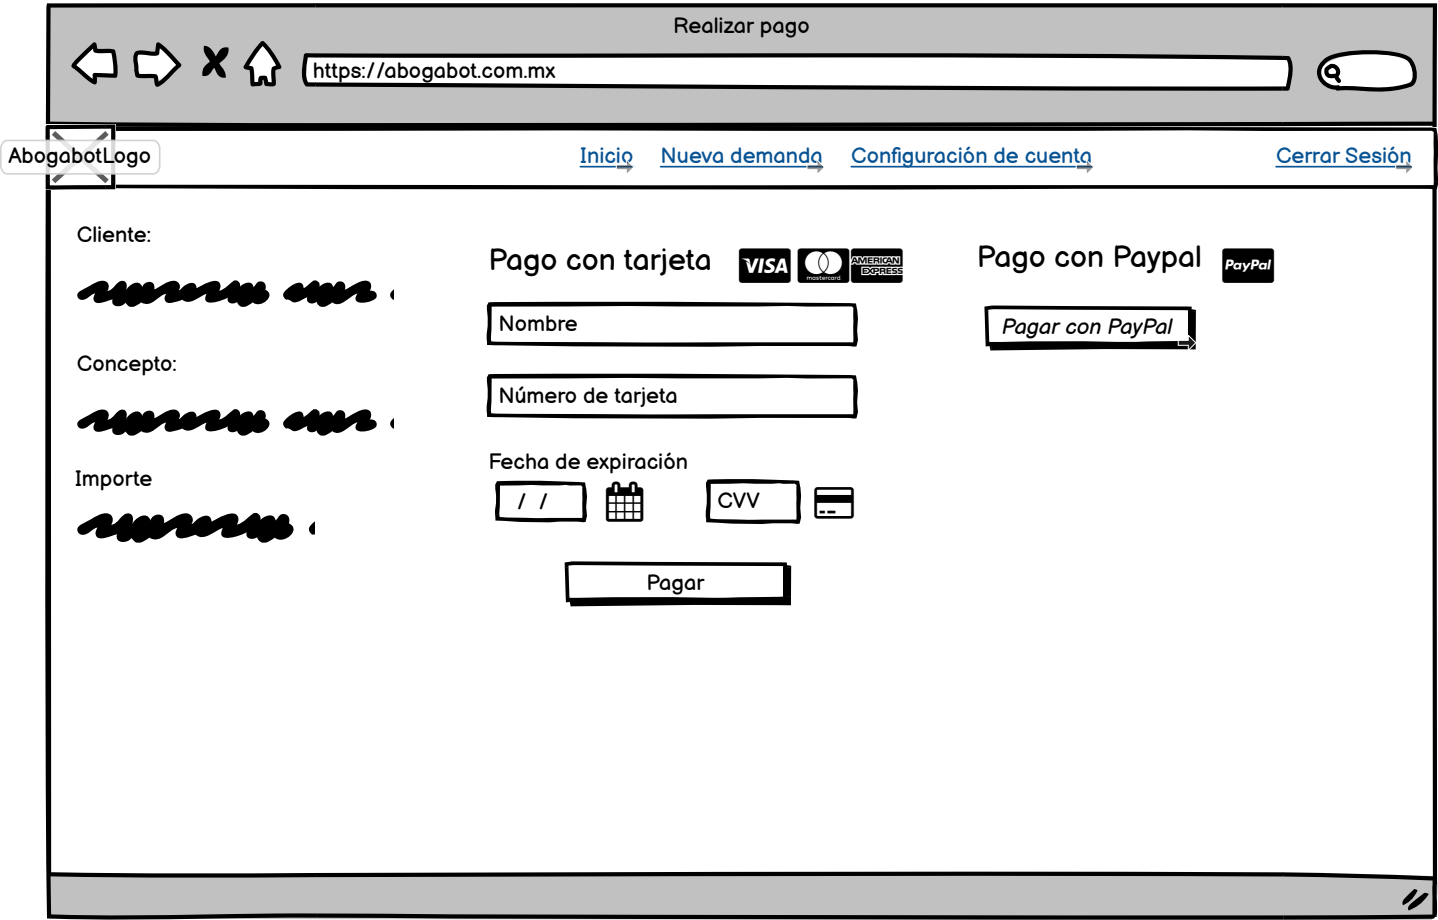 Realizar pago
https://abogabot.com.mx
AbogabotLogo
Inicio
Nueva demanda
Configuración de cuenta
Cerrar Sesión
Cliente:
Concepto:
Importe
Pago con tarjeta
VISA
mastercard
AMERICAN
EXPRESS
Nombre
Número de tarjeta
Fecha de expiración
/ /
CVV
Pagar
Pago con Paypal
PayPal
Pagar con PayPal